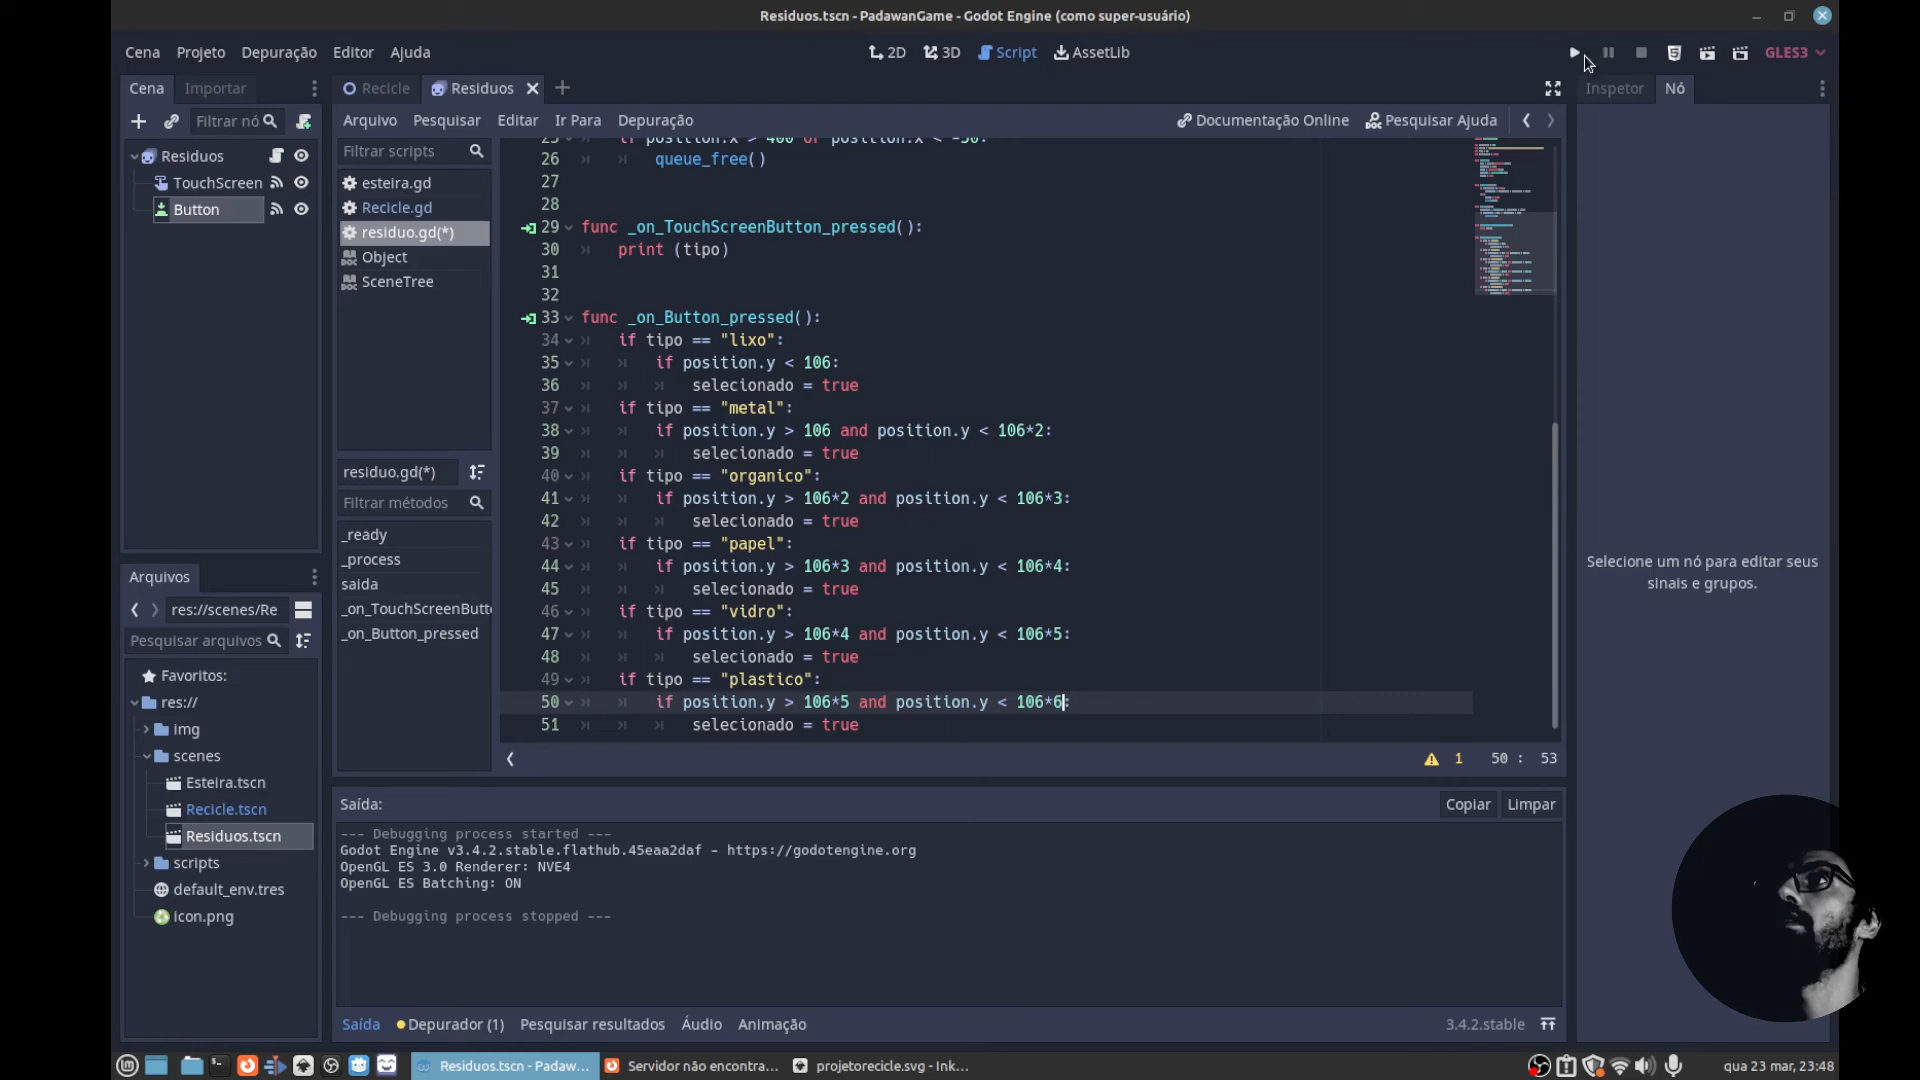 Residuos.tscn - PadawanGame - Godot Engine (como super-usuário)
Cena Projeto Depuração Editor Ajuda
2D 3D Script AssetLib
GLES3
Cena Importar
Recicle Residuos
Inspetor Nó
Filtrar nó
Arquivo Pesquisar Editar Ir Para Depuração
Documentação Online Pesquisar Ajuda
Residuos
TouchScreen
Button
Filtrar scripts
esteira.gd
Recicle.gd
residuo.gd(*)
Object
SceneTree
residuo.gd(*)
Filtrar métodos
_ready
_process
saida
_on_TouchScreenButto
_on_Button_pressed
25 if position.x > 400 or position.x < -50:
26 queue_free()
27
28
29 func _on_TouchScreenButton_pressed():
30 print (tipo)
31
32
33 func _on_Button_pressed():
34 if tipo == "lixo":
35 if position.y < 106:
36 selecionado = true
37 if tipo == "metal":
38 if position.y > 106 and position.y < 106*2:
39 selecionado = true
40 if tipo == "organico":
41 if position.y > 106*2 and position.y < 106*3:
42 selecionado = true
43 if tipo == "papel":
44 if position.y > 106*3 and position.y < 106*4:
45 selecionado = true
46 if tipo == "vidro":
47 if position.y > 106*4 and position.y < 106*5:
48 selecionado = true
49 if tipo == "plastico":
50 if position.y > 106*5 and position.y < 106*6:
51 selecionado = true
1 50 : 53
Selecione um nó para editar seus
sinais e grupos.
Arquivos
res://scenes/Re
Pesquisar arquivos
Favoritos:
res://
img
scenes
Esteira.tscn
Recicle.tscn
Residuos.tscn
scripts
default_env.tres
icon.png
Saída:
Copiar Limpar
--- Debugging process started ---
Godot Engine v3.4.2.stable.flathub.45eaa2daf - https://godotengine.org
OpenGL ES 3.0 Renderer: NVE4
OpenGL ES Batching: ON
--- Debugging process stopped ---
Saída Depurador (1) Pesquisar resultados Áudio Animação
3.4.2.stable
Residuos.tscn - Padaw...
Servidor não encontra...
projetorecicle.svg - Ink...
qua 23 mar, 23:48